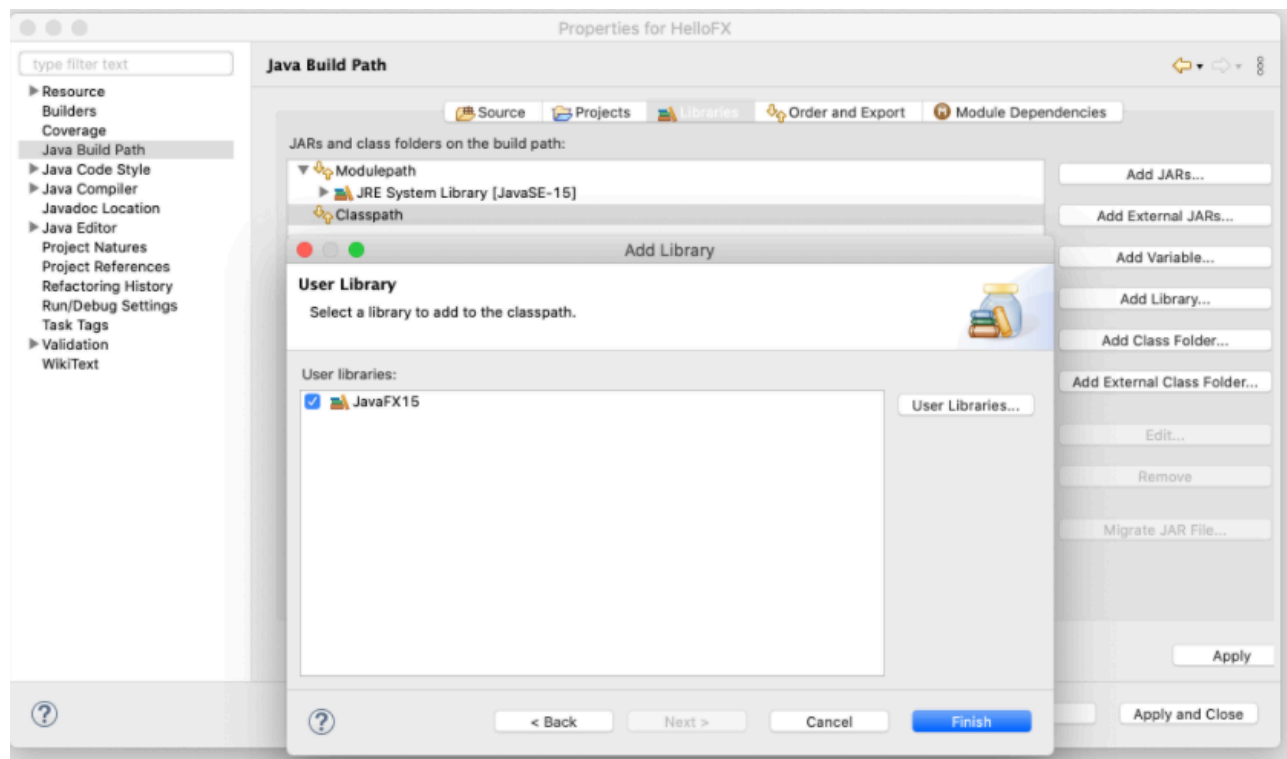 Properties for HelloFX
type filter text
Java Build Path
Resource
Builders
Coverage
Java Build Path
Java Code Style
Java Compiler
Javadoc Location
Java Editor
Project Natures
Project References
Refactoring History
Run/Debug Settings
Task Tags
Validation
WikiText
Source Projects Libraries Order and Export Module Dependencies
JARs and class folders on the build path:
Modulepath
JRE System Library [JavaSE-15]
Classpath
Add JARs...
Add External JARs...
Add Variable...
Add Library...
Add Class Folder...
Add External Class Folder...
Edit...
Remove
Migrate JAR File...
Add Library
User Library
Select a library to add to the classpath.
User libraries:
JavaFX15
User Libraries...
? < Back Next > Cancel Finish
Apply
? Apply and Close